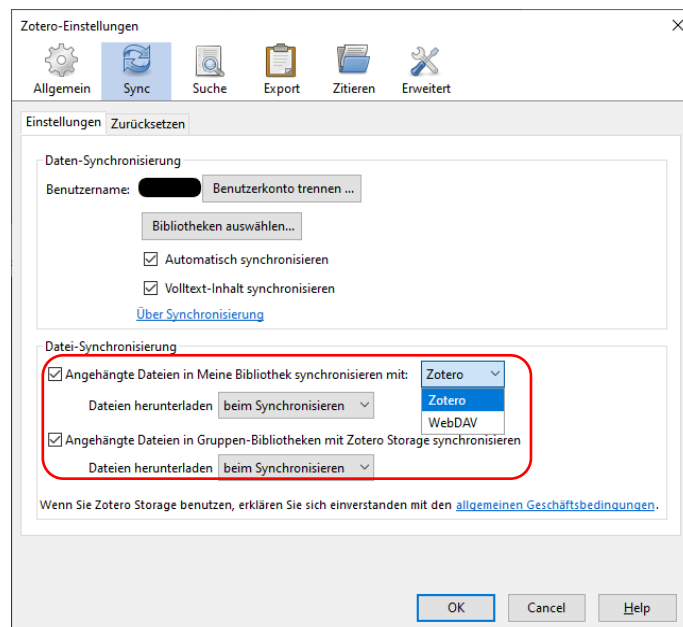 Zotero-Einstellungen
Allgemein Sync Suche Export Zitieren Erweitert
Einstellungen Zurücksetzen
Daten-Synchronisierung
Benutzername: Benutzerkonto trennen ...
Bibliotheken auswählen...
Automatisch synchronisieren
Volltext-Inhalt synchronisieren
Über Synchronisierung
Datei-Synchronisierung
Angehängte Dateien in Meine Bibliothek synchronisieren mit: Zotero
Zotero
Dateien herunterladen beim Synchronisieren
WebDAV
Angehängte Dateien in Gruppen-Bibliotheken mit Zotero Storage synchronisieren
Dateien herunterladen beim Synchronisieren
Wenn Sie Zotero Storage benutzen, erklären Sie sich einverstanden mit den allgemeinen Geschäftsbedingungen.
OK Cancel Help